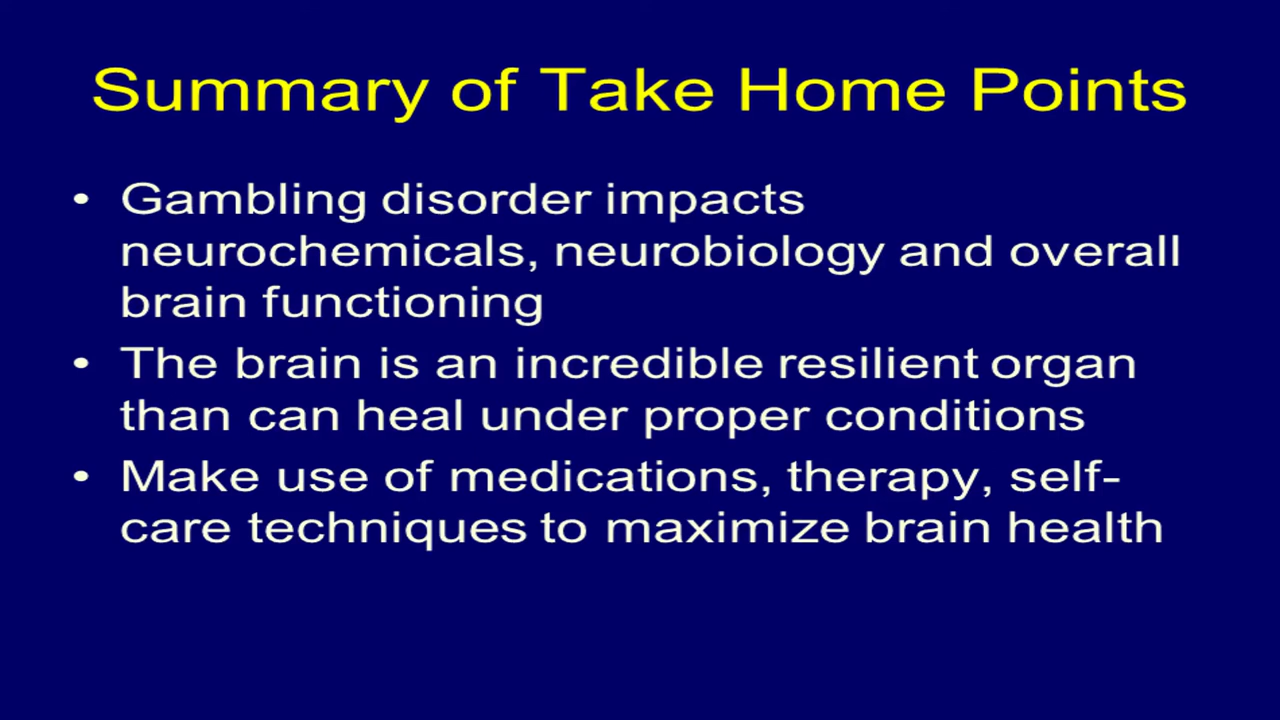 Summary of Take Home Points
• Gambling disorder impacts
neurochemicals, neurobiology and overall
brain functioning
• The brain is an incredible resilient organ
than can heal under proper conditions
• Make use of medications, therapy, self-
care techniques to maximize brain health